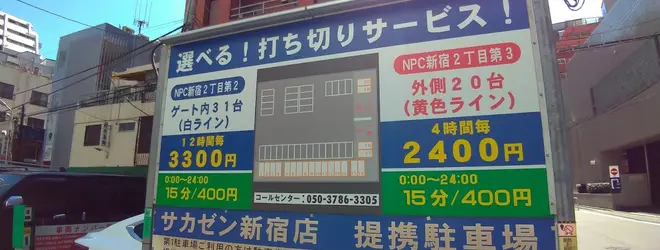 選べる!打ち切りサービス!
NPC新宿2丁目第2
ゲート内31台
(白ライン)
12時間毎
3300円
0:00〜24:00
15分/400円
コールセンター:050-3786-3305
NPC新宿2丁目第3
外側20台
(黄色ライン)
4時間毎
2400円
0:00〜24:00
15分/400円
サカゼン新宿店 提携駐車場